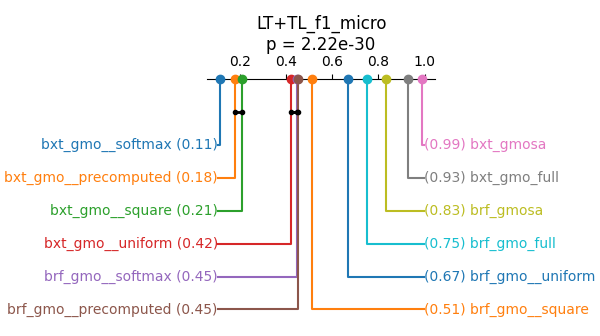 LT+TL_f1_micro
p = 2.22e-30
0.2 0.4 0.6 0.8 1.0
bxt_gmo__softmax (0.11) (0.99) bxt_gmosa
bxt_gmo__precomputed (0.18) (0.93) bxt_gmo_full
bxt_gmo__square (0.21) (0.83) brf_gmosa
bxt_gmo__uniform (0.42) (0.75) brf_gmo_full
brf_gmo__softmax (0.45) (0.67) brf_gmo__uniform
brf_gmo__precomputed (0.45) (0.51) brf_gmo__square